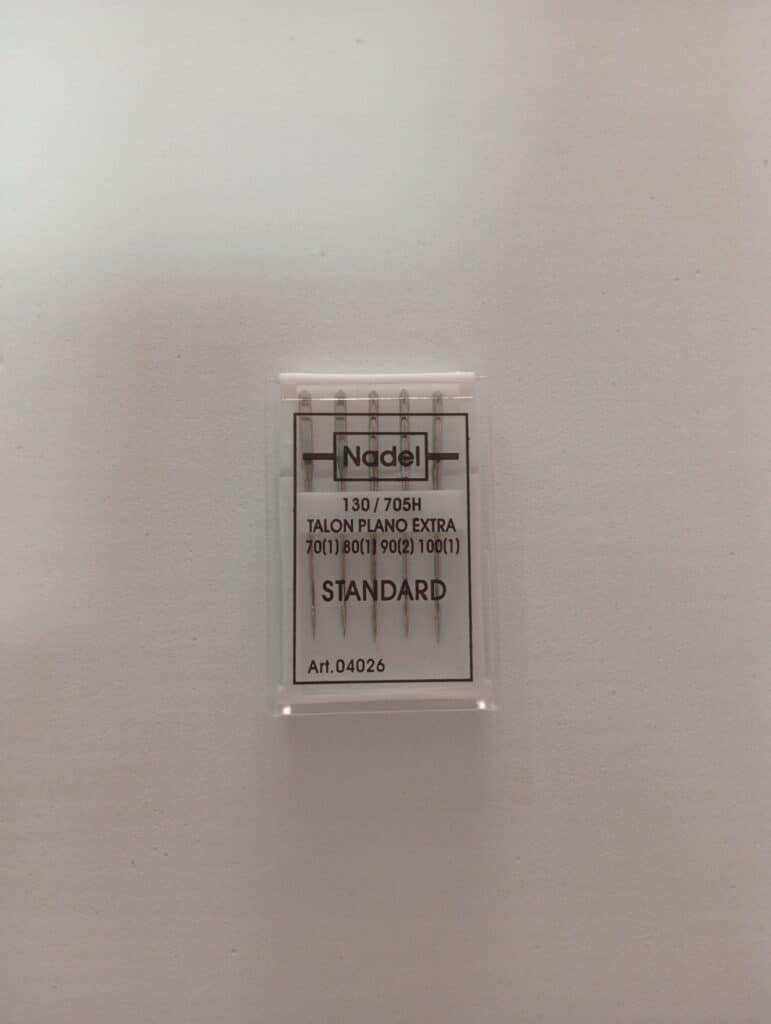 Nadel
130 / 705H
TALON PLANO EXTRA
70(1) 80(1) 90(2) 100(1)
STANDARD
Art.04026